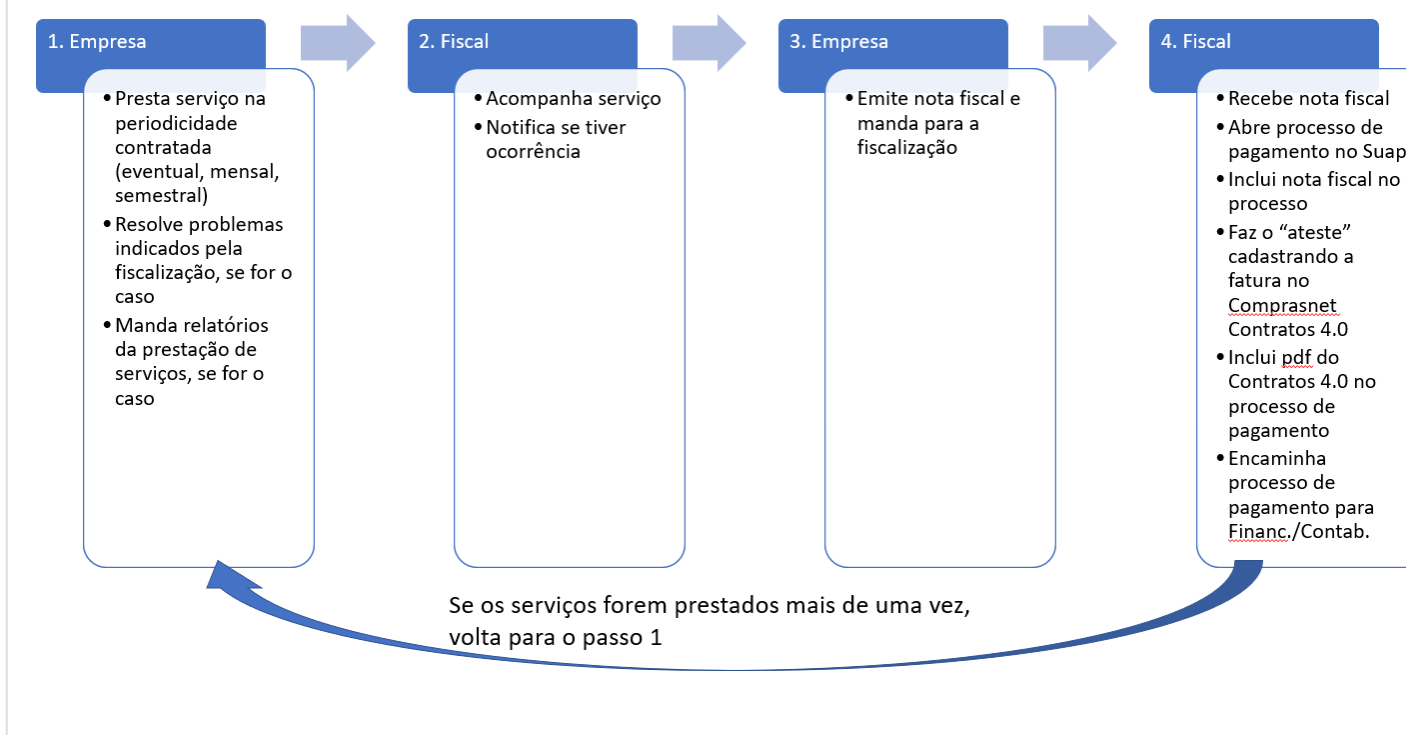 1. Empresa
• Presta serviço na
periodicidade
contratada
(eventual, mensal,
semestral)
• Resolve problemas
indicados pela
fiscalização, se for o
caso
• Manda relatórios
da prestação de
serviços, se for o
caso
2. Fiscal
• Acompanha serviço
• Notifica se tiver
ocorrência
3. Empresa
• Emite nota fiscal e
manda para a
fiscalização
4. Fiscal
• Recebe nota fiscal
• Abre processo de
pagamento no Suap
• Inclui nota fiscal no
processo
• Faz o “ateste”
cadastrando a
fatura no
Comprasnet
Contratos 4.0
• Inclui pdf do
Contratos 4.0 no
processo de
pagamento
• Encaminha
processo de
pagamento para
Financ./Contab.
Se os serviços forem prestados mais de uma vez,
volta para o passo 1